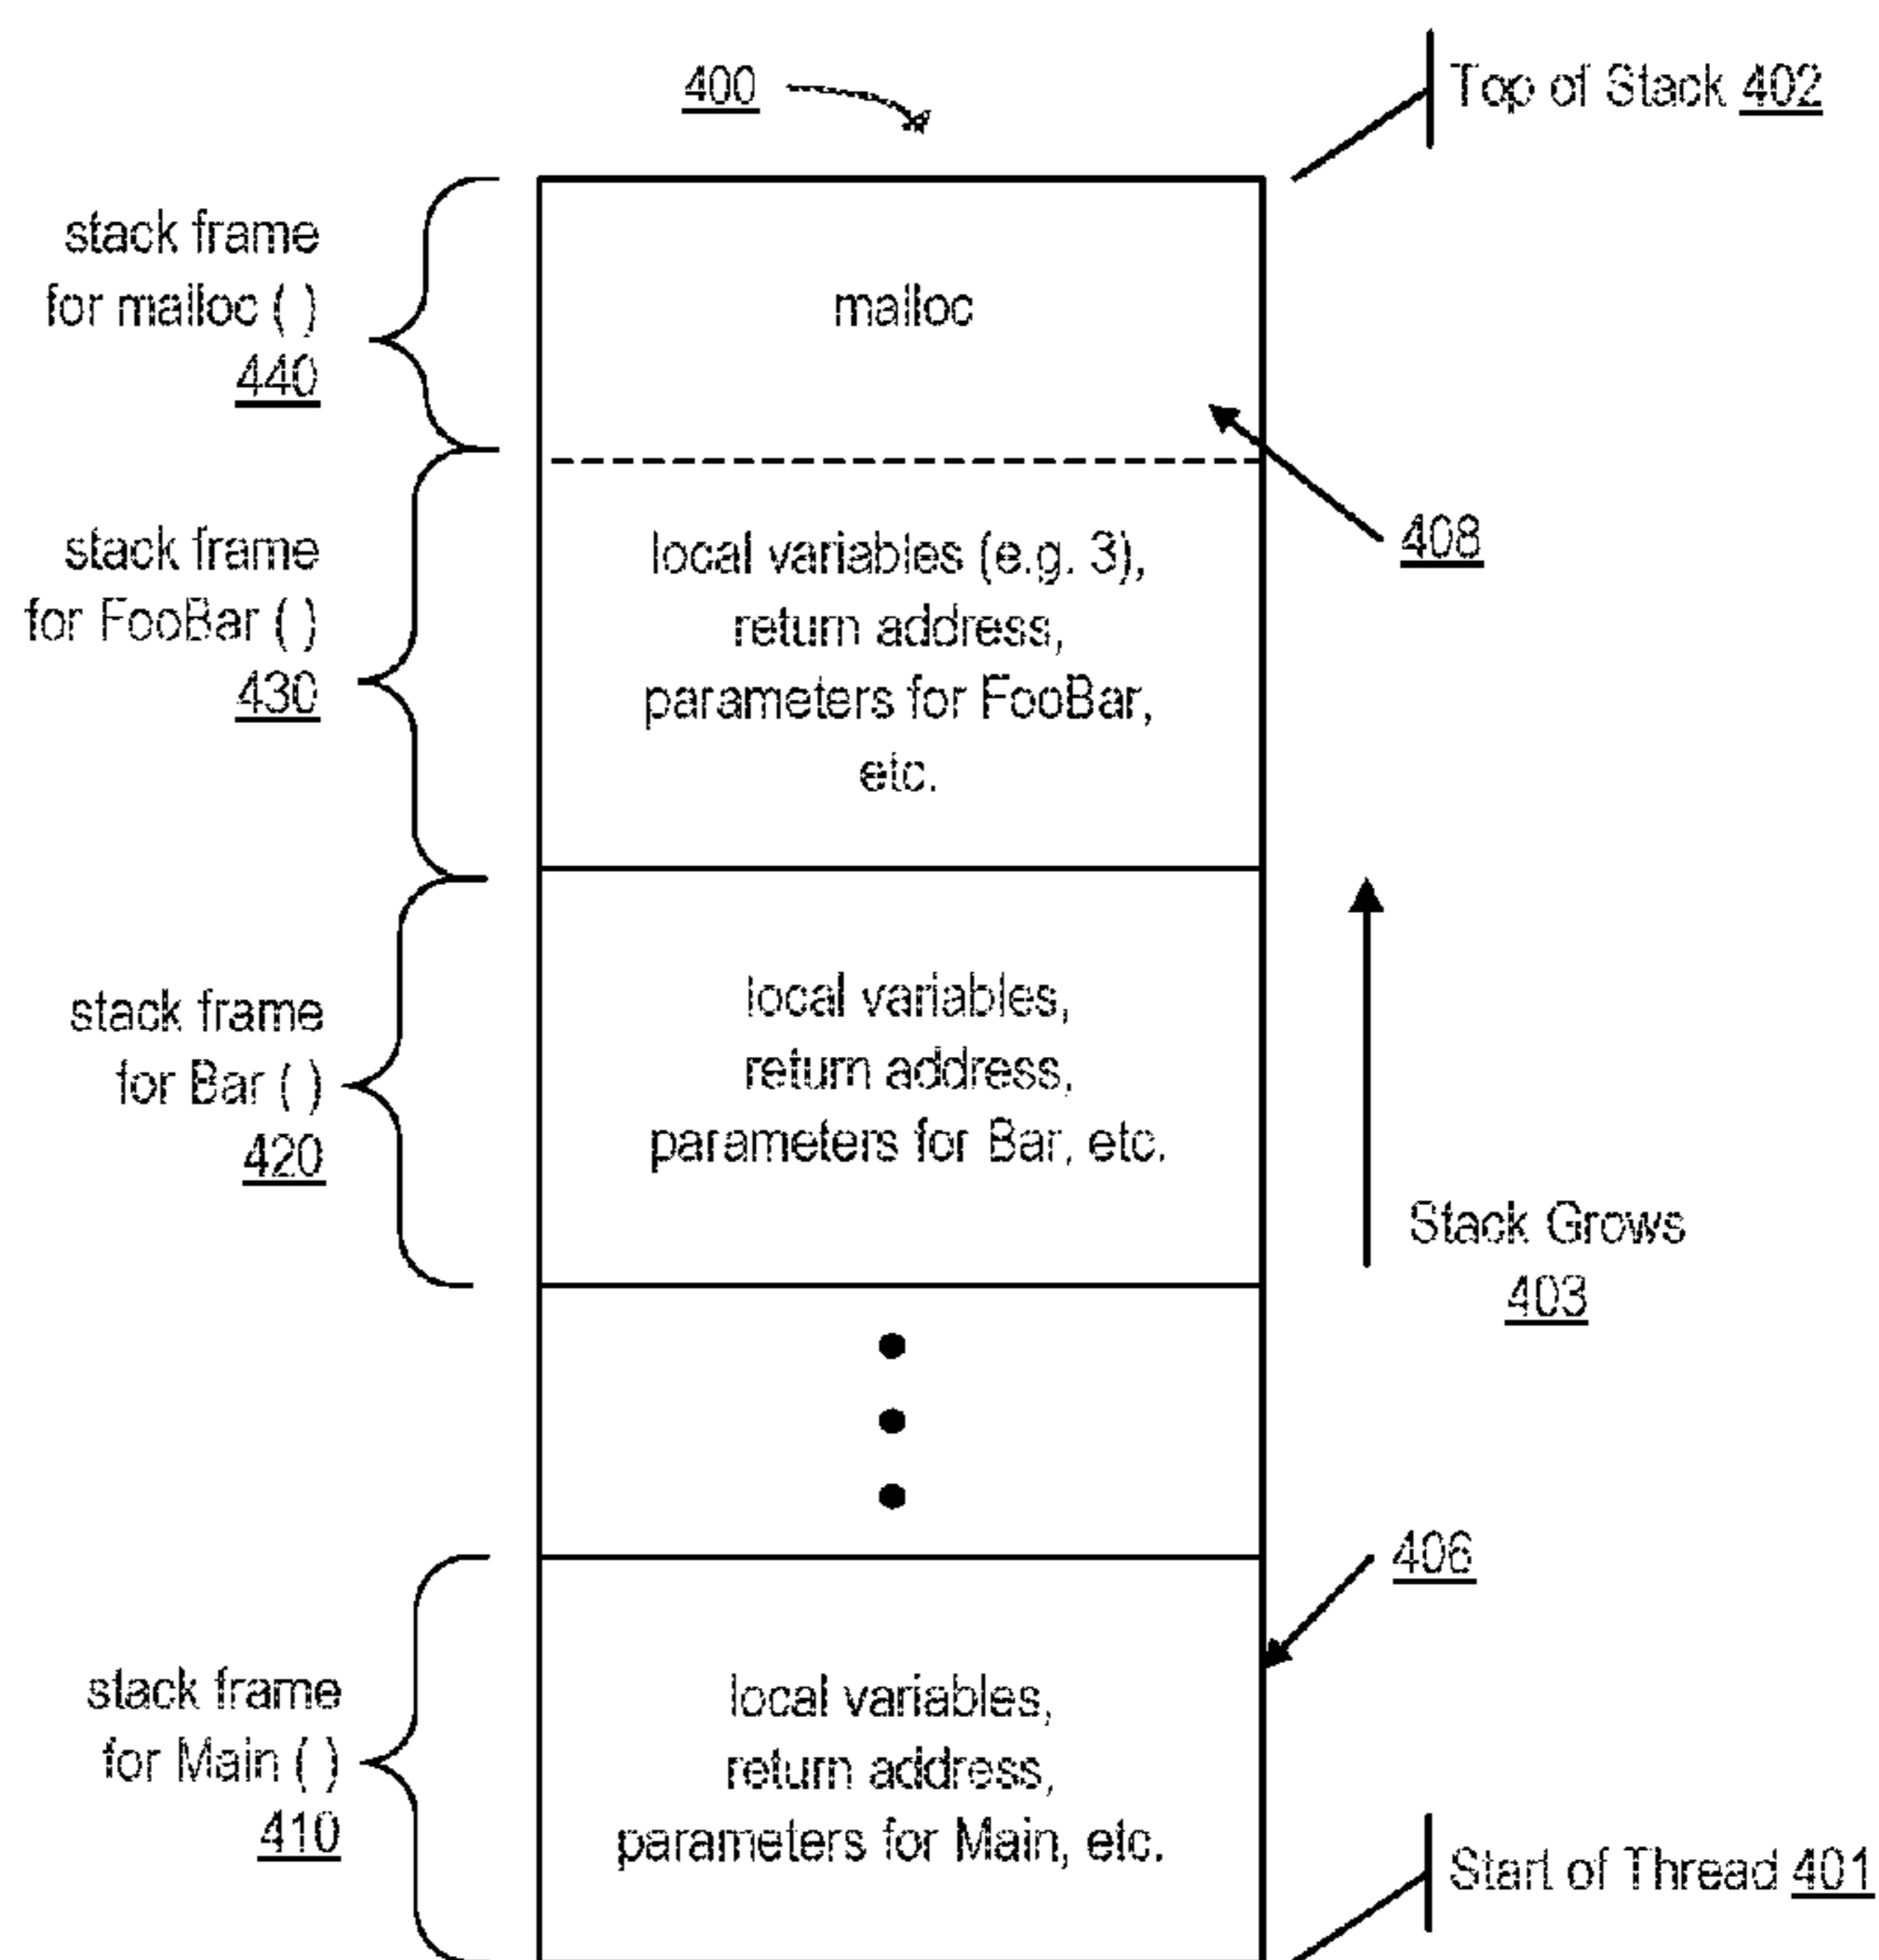 400
Top of Stack 402
stack frame
for malloc ( )
440
malloc
408
stack frame
for FooBar ( )
430
local variables (e.g. 3),
return address,
parameters for FooBar,
etc.
stack frame
for Bar ( )
420
local variables,
return address,
parameters for Bar, etc.
Stack Grows
403
406
stack frame
for Main ( )
410
local variables,
return address,
parameters for Main, etc.
Start of Thread 401